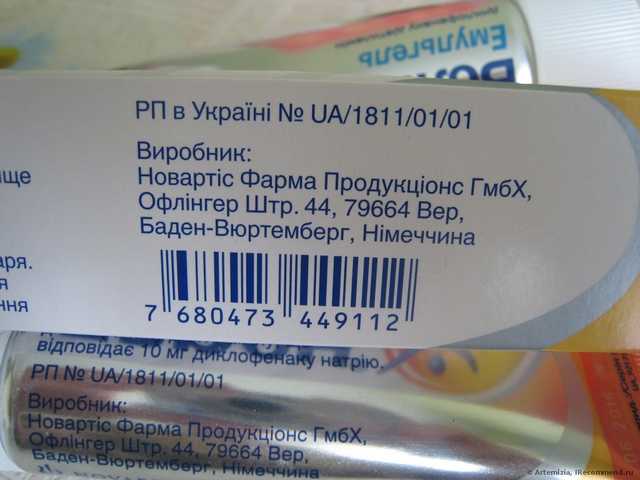 Емульгель
РП в Україні № UA/1811/01/01
Виробник:
Новартіс Фарма Продукціонс ГмбХ,
Офлінгер Штр. 44, 79664 Вер,
Баден-Вюртемберг, Німеччина
7 680473 449112
відповідає 10 мг диклофенаку натрію.
РП № UA/1811/01/01
Виробник:
Новартіс Фарма Продукціонс ГмбХ,
Офлінгер Штр. 44, 79664 Вер,
Баден-Вюртемберг, Німеччина
© Artemizia, IRecommend.ru